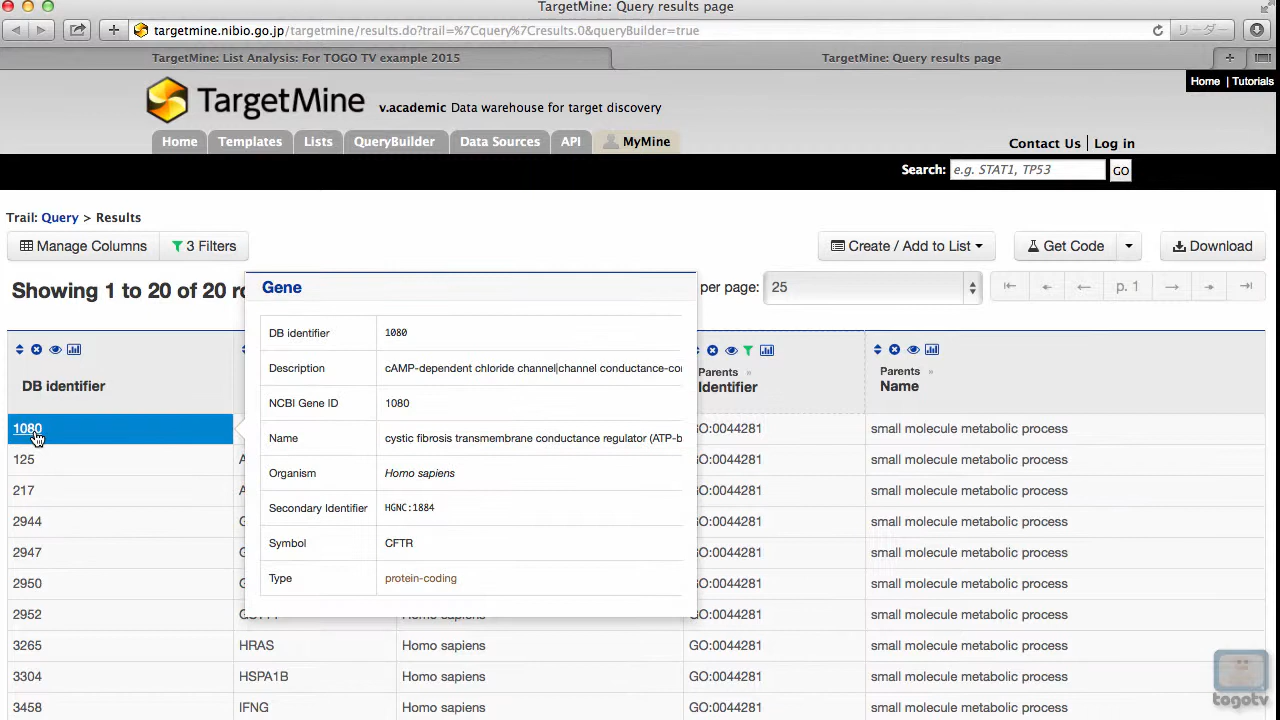 TargetMine: Query results page
targetmine.nibio.go.jp/targetmine/results.do?trail=%7Cquery%7Cresults.0&queryBuilder=true
リーダー
TargetMine: List Analysis: For TOGO TV example 2015
TargetMine: Query results page
Home | Tutorials
TargetMine v.academic Data warehouse for target discovery
Home Templates Lists QueryBuilder Data Sources API MyMine
Contact Us | Log in
Search: e.g. STAT1, TP53 GO
Trail: Query > Results
Manage Columns 3 Filters Create / Add to List Get Code Download
Showing 1 to 20 of 20 per page: 25 p. 1
Gene
DB identifier 1080
Description cAMP-dependent chloride channel|channel
NCBI Gene ID 1080
Name cystic fibrosis transmembrane conductance regulator
Organism Homo sapiens
Secondary Identifier HGNC:1884
Symbol CFTR
Type protein-coding
DB identifier
Parents »
Identifier
Parents »
Name
1080 GO:0044281 small molecule metabolic process
125 GO:0044281 small molecule metabolic process
217 GO:0044281 small molecule metabolic process
2944 GO:0044281 small molecule metabolic process
2947 GO:0044281 small molecule metabolic process
2950 GO:0044281 small molecule metabolic process
2952 Homo sapiens GO:0044281 small molecule metabolic process
3265 HRAS Homo sapiens GO:0044281 small molecule metabolic process
3304 HSPA1B Homo sapiens GO:0044281 small molecule metabolic process
3458 IFNG Homo sapiens GO:0044281 small molecule metabolic process
togotv